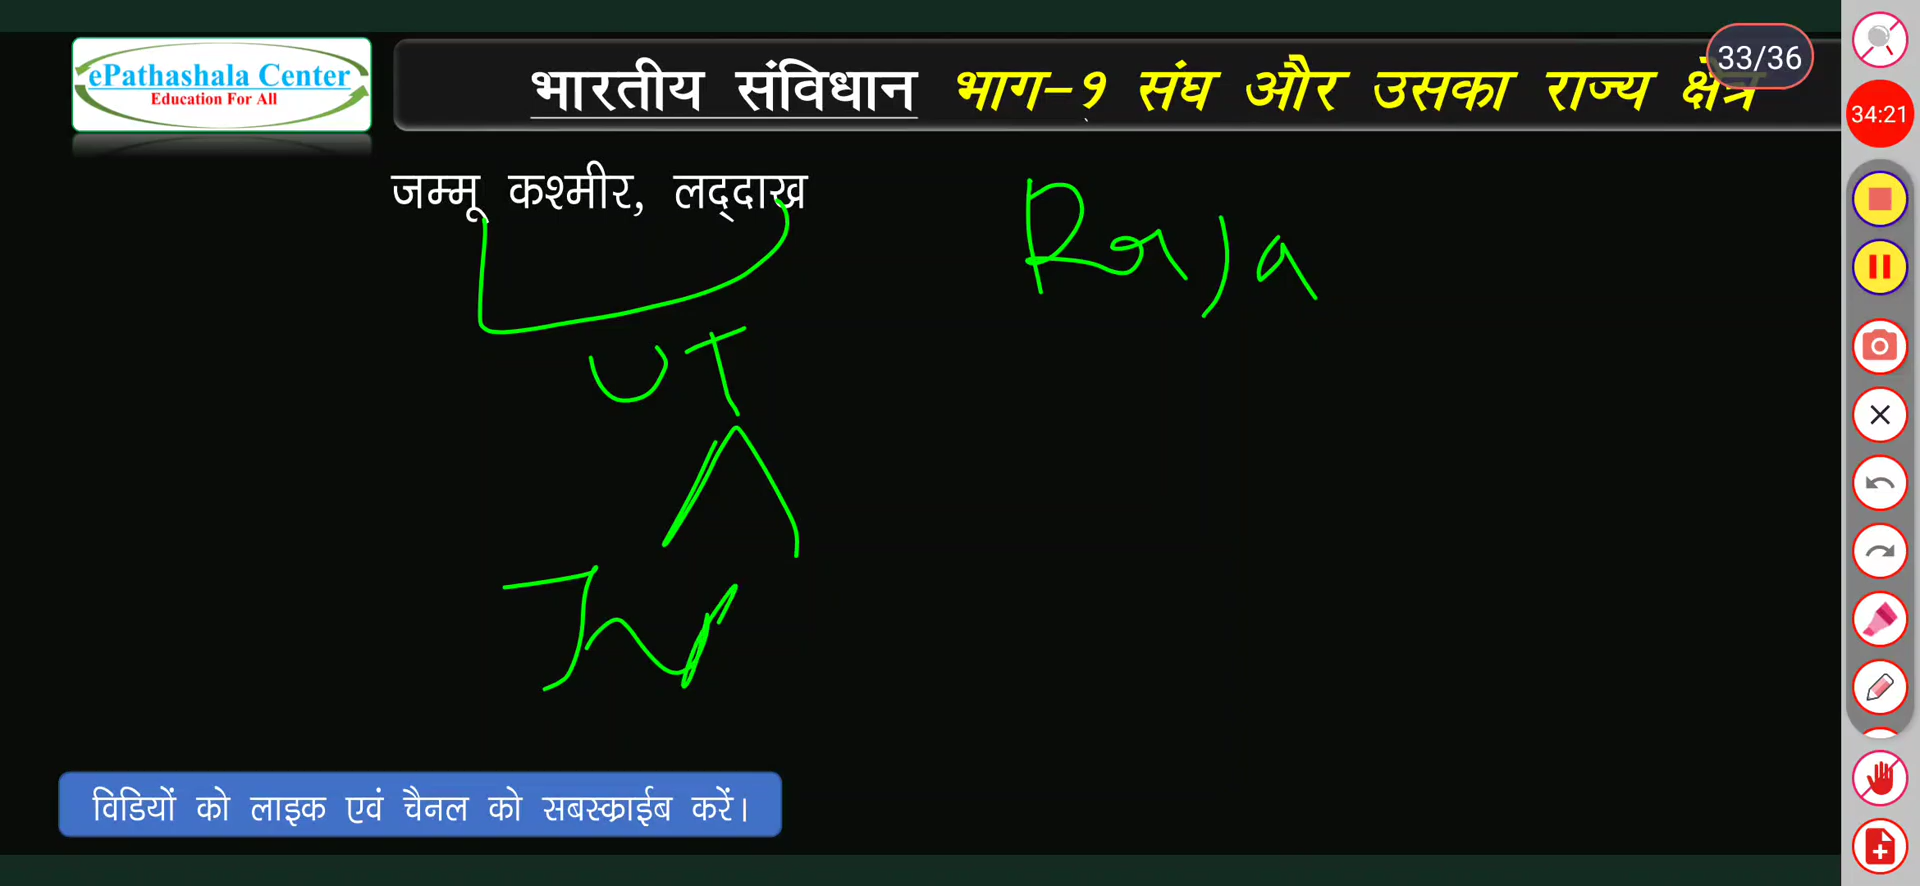 ePathashala Center
Education For All
भारतीय संविधान भाग-१ संघ और उसका राज्य क्षेत्र
33/36
34:21
जम्मू कश्मीर, लद्दाख
Raja
UT
विडियों को लाइक एवं चैनल को सबस्क्राईब करें।